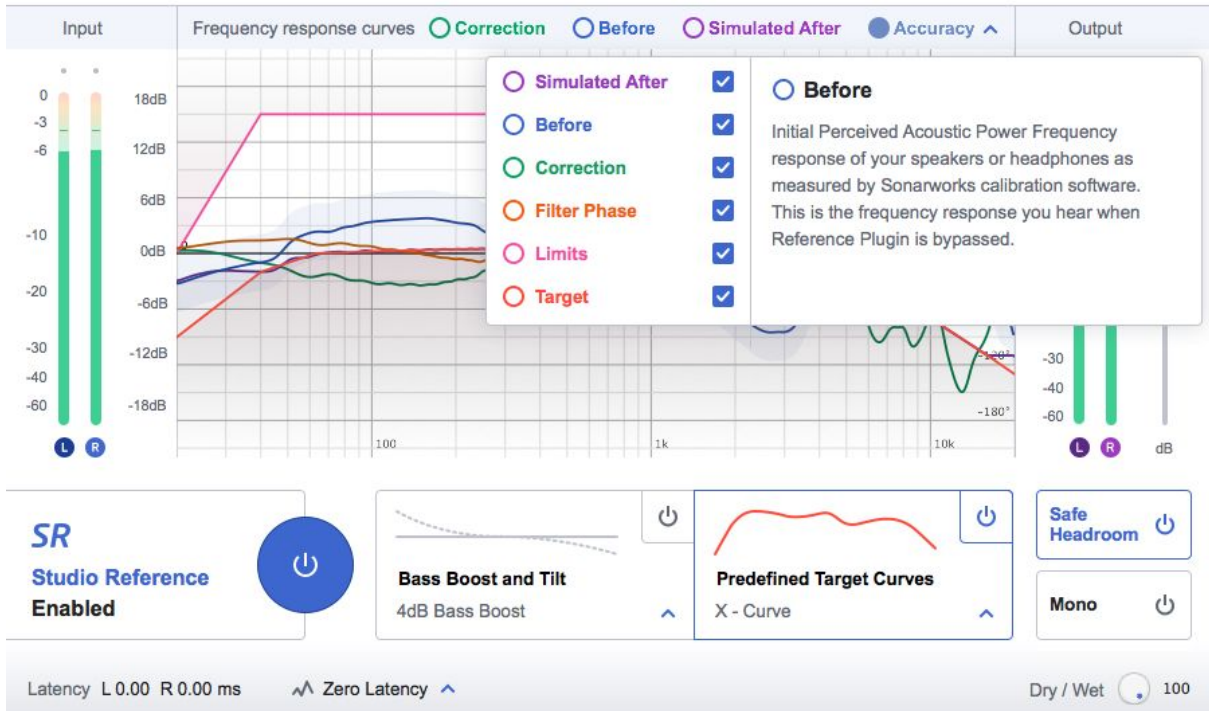 Input
Frequency response curves Correction Before Simulated After Accuracy
Output
0
-3
-6
-10
-20
-30
-40
-60
L R
18dB
12dB
6dB
0dB
-6dB
-12dB
-18dB
0
100
1k
10k
-120°
-180°
Simulated After
Before
Correction
Filter Phase
Limits
Target
Before
Initial Perceived Acoustic Power Frequency
response of your speakers or headphones as
measured by Sonarworks calibration software.
This is the frequency response you hear when
Reference Plugin is bypassed.
-30
-40
-60
L R dB
SR
Studio Reference
Enabled
Bass Boost and Tilt
4dB Bass Boost
Predefined Target Curves
X - Curve
Safe
Headroom
Mono
Latency L 0.00 R 0.00 ms
Zero Latency
Dry / Wet 100